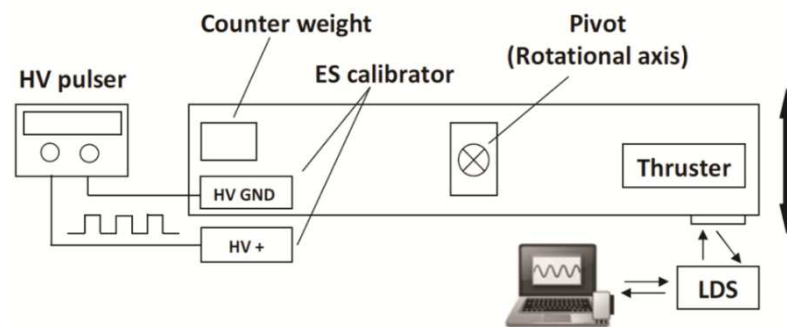 Counter weight
Pivot
(Rotational axis)
HV pulser
ES calibrator
Thruster
HV GND
HV +
LDS